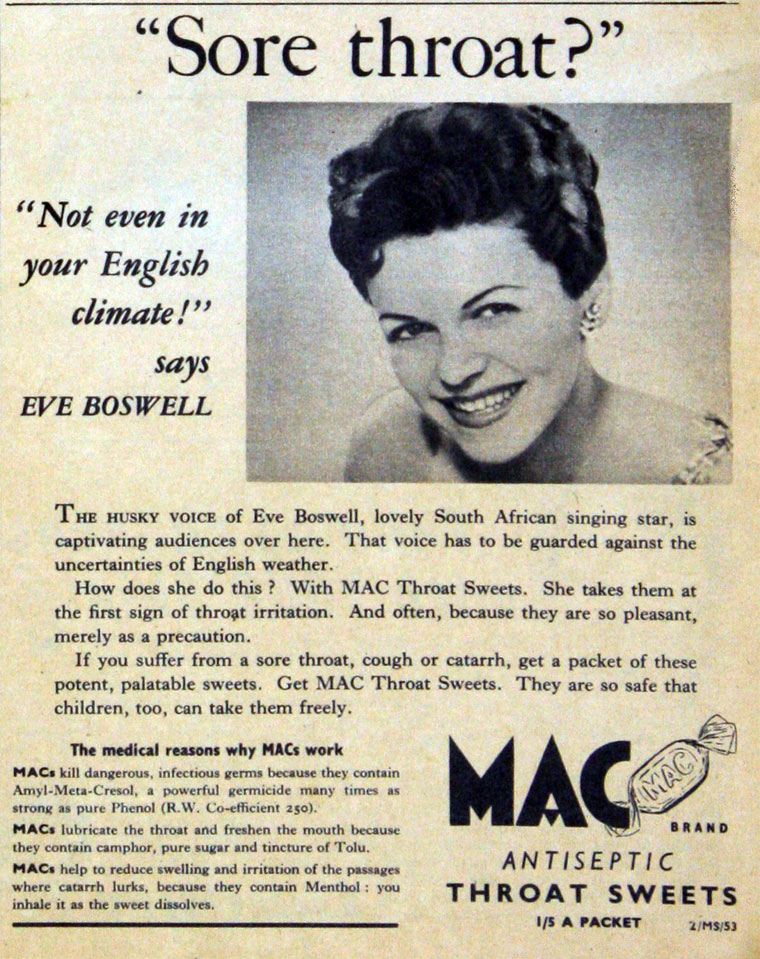 “Sore throat?”
“Not even in
your English
climate!”
says
EVE BOSWELL
THE HUSKY VOICE of Eve Boswell, lovely South African singing star, is
captivating audiences over here. That voice has to be guarded against the
uncertainties of English weather.
How does she do this ? With MAC Throat Sweets. She takes them at
the first sign of throat irritation. And often, because they are so pleasant,
merely as a precaution.
If you suffer from a sore throat, cough or catarrh, get a packet of these
potent, palatable sweets. Get MAC Throat Sweets. They are so safe that
children, too, can take them freely.
The medical reasons why MACs work
MACs kill dangerous, infectious germs because they contain
Amyl-Meta-Cresol, a powerful germicide many times as
strong as pure Phenol (R.W. Co-efficient 250).
MACs lubricate the throat and freshen the mouth because
they contain camphor, pure sugar and tincture of Tolu.
MACs help to reduce swelling and irritation of the passages
where catarrh lurks, because they contain Menthol : you
inhale it as the sweet dissolves.
MAC
MAC
BRAND
ANTISEPTIC
THROAT SWEETS
1/5 A PACKET
2/MS/53